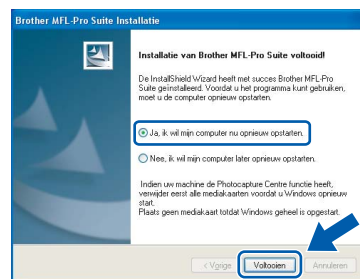 Brother MFL-Pro Suite Installatie
Installatie van Brother MFL-Pro Suite voltooid!
De InstallShield Wizard heeft met succes Brother MFL-Pro
Suite geïnstalleerd. Voordat u het programma kunt gebruiken,
moet u de computer opnieuw opstarten.
Ja, ik wil mijn computer nu opnieuw opstarten.
Nee, ik wil mijn computer later opnieuw opstarten.
Indien uw machine de Photocapture Centre functie heeft,
verwijder eerst alle mediakaarten voordat u Windows opnieuw
start.
Plaats geen mediakaart totdat Windows geheel is opgestart.
< Vorige Voltooien Annuleren